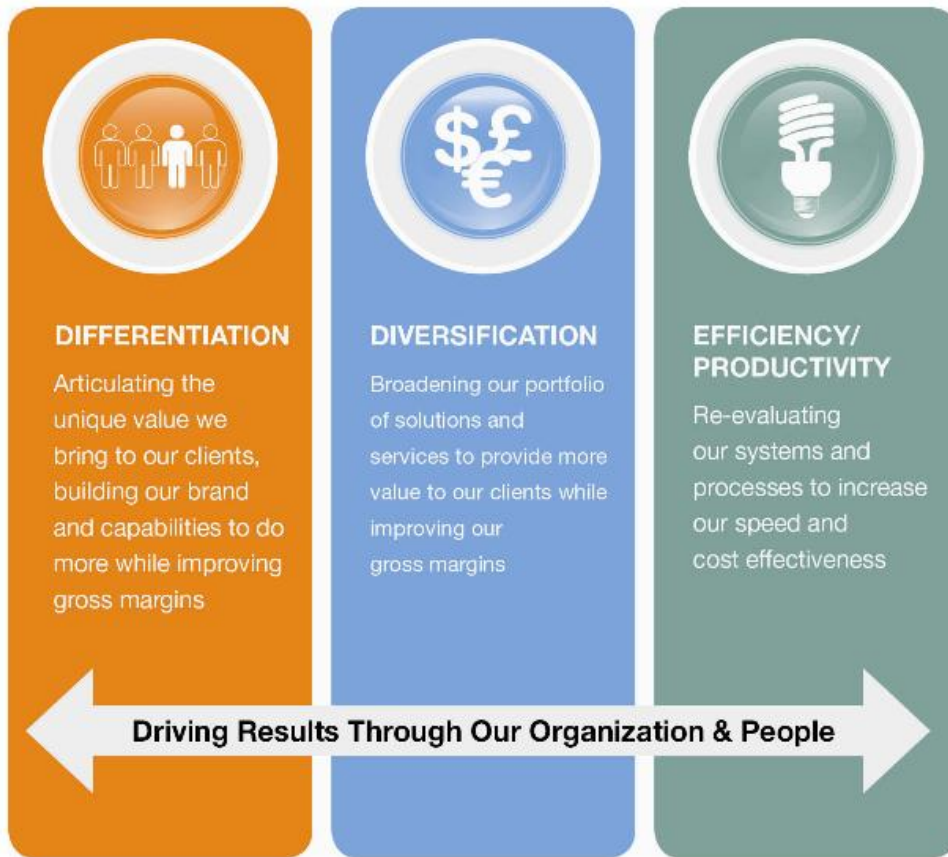 DIFFERENTIATION
Articulating the
unique value we
bring to our clients,
building our brand
and capabilities to do
more while improving
gross margins
DIVERSIFICATION
Broadening our portfolio
of solutions and
services to provide more
value to our clients while
improving our
gross margins
EFFICIENCY/
PRODUCTIVITY
Re-evaluating
our systems and
processes to increase
our speed and
cost effectiveness
Driving Results Through Our Organization & People